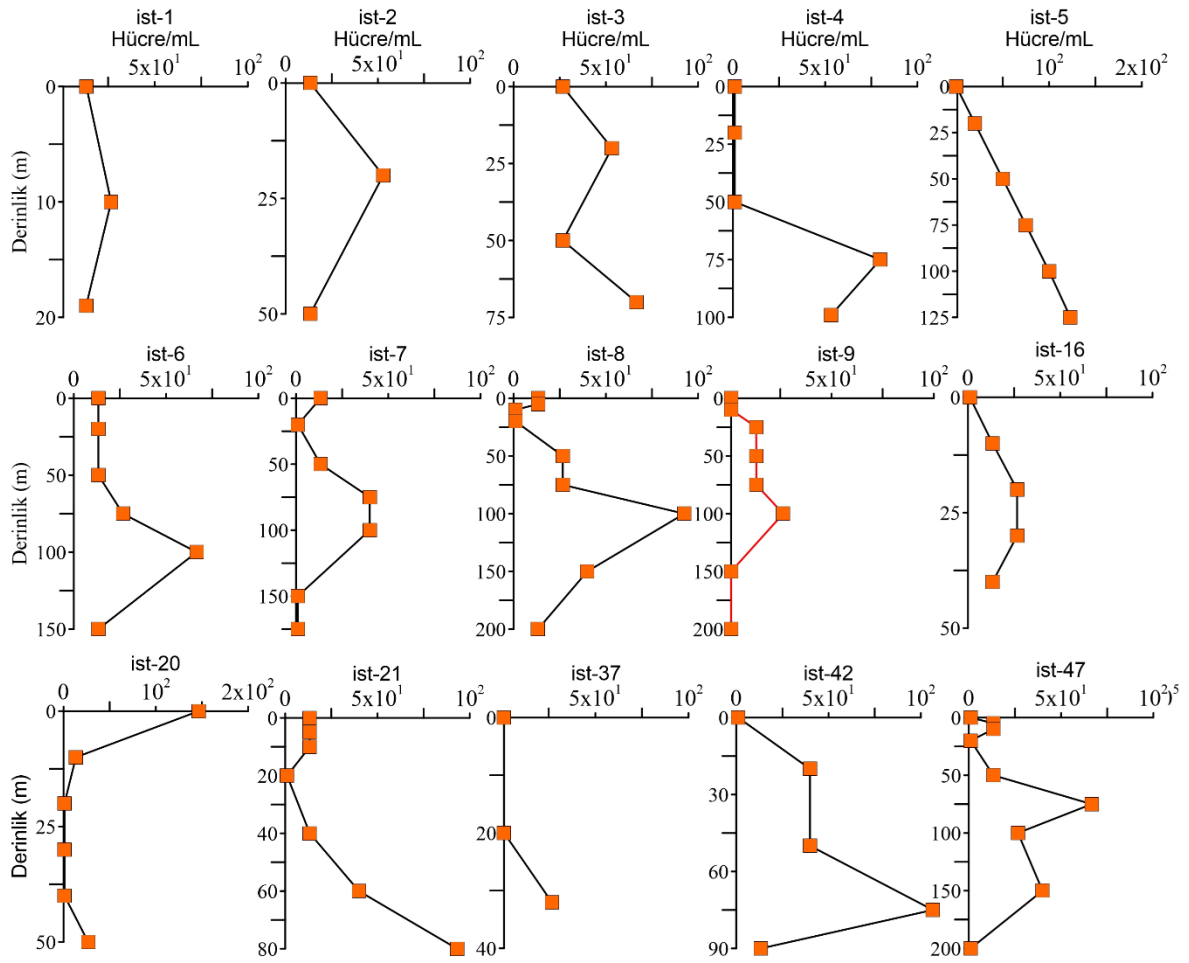 ist-1
Hücre/mL
0 5x10¹ 10²
Derinlik (m)
0
10
20
ist-2
Hücre/mL
0 5x10¹ 10²
0
25
50
ist-3
Hücre/mL
0 5x10¹ 10²
0
25
50
75
ist-4
Hücre/mL
0 5x10¹ 10²
0
25
50
75
100
ist-5
Hücre/mL
0 10² 2x10²
0
25
50
75
100
125
ist-6
0 5x10¹ 10²
Derinlik (m)
0
50
100
150
ist-7
0 5x10¹ 10²
0
50
100
150
ist-8
0 5x10¹ 10²
0
50
100
150
200
ist-9
0 5x10¹ 10²
0
50
100
150
200
ist-16
0 5x10¹ 10²
0
25
50
ist-20
0 10² 2x10²
Derinlik (m)
0
25
50
ist-21
0 5x10¹ 10²
0
20
40
60
80
ist-37
0 5x10¹ 10²
0
20
40
ist-42
0 5x10¹ 10²
0
30
60
90
ist-47
0 5x10¹
0
50
100
150
200